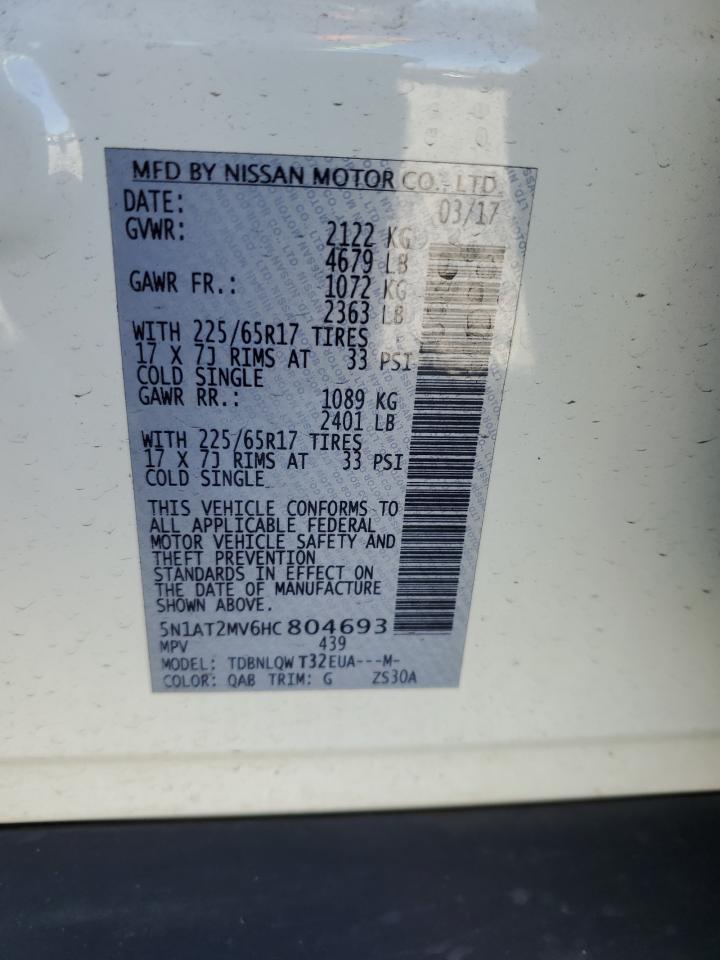 MFD BY NISSAN MOTOR CO., LTD.
DATE: 03/17
GVWR: 2122 KG
4679 LB
GAWR FR.: 1072 KG
2363 LB
WITH 225/65R17 TIRES
17 X 7J RIMS AT 33 PSI
COLD SINGLE
GAWR RR.: 1089 KG
2401 LB
WITH 225/65R17 TIRES
17 X 7J RIMS AT 33 PSI
COLD SINGLE
THIS VEHICLE CONFORMS TO
ALL APPLICABLE FEDERAL
MOTOR VEHICLE SAFETY AND
THEFT PREVENTION
STANDARDS IN EFFECT ON
THE DATE OF MANUFACTURE
SHOWN ABOVE.
5N1AT2MV6HC 804693
MPV 439
MODEL: TDBNLQW T32EUA---M-
COLOR: QAB TRIM: G ZS30A